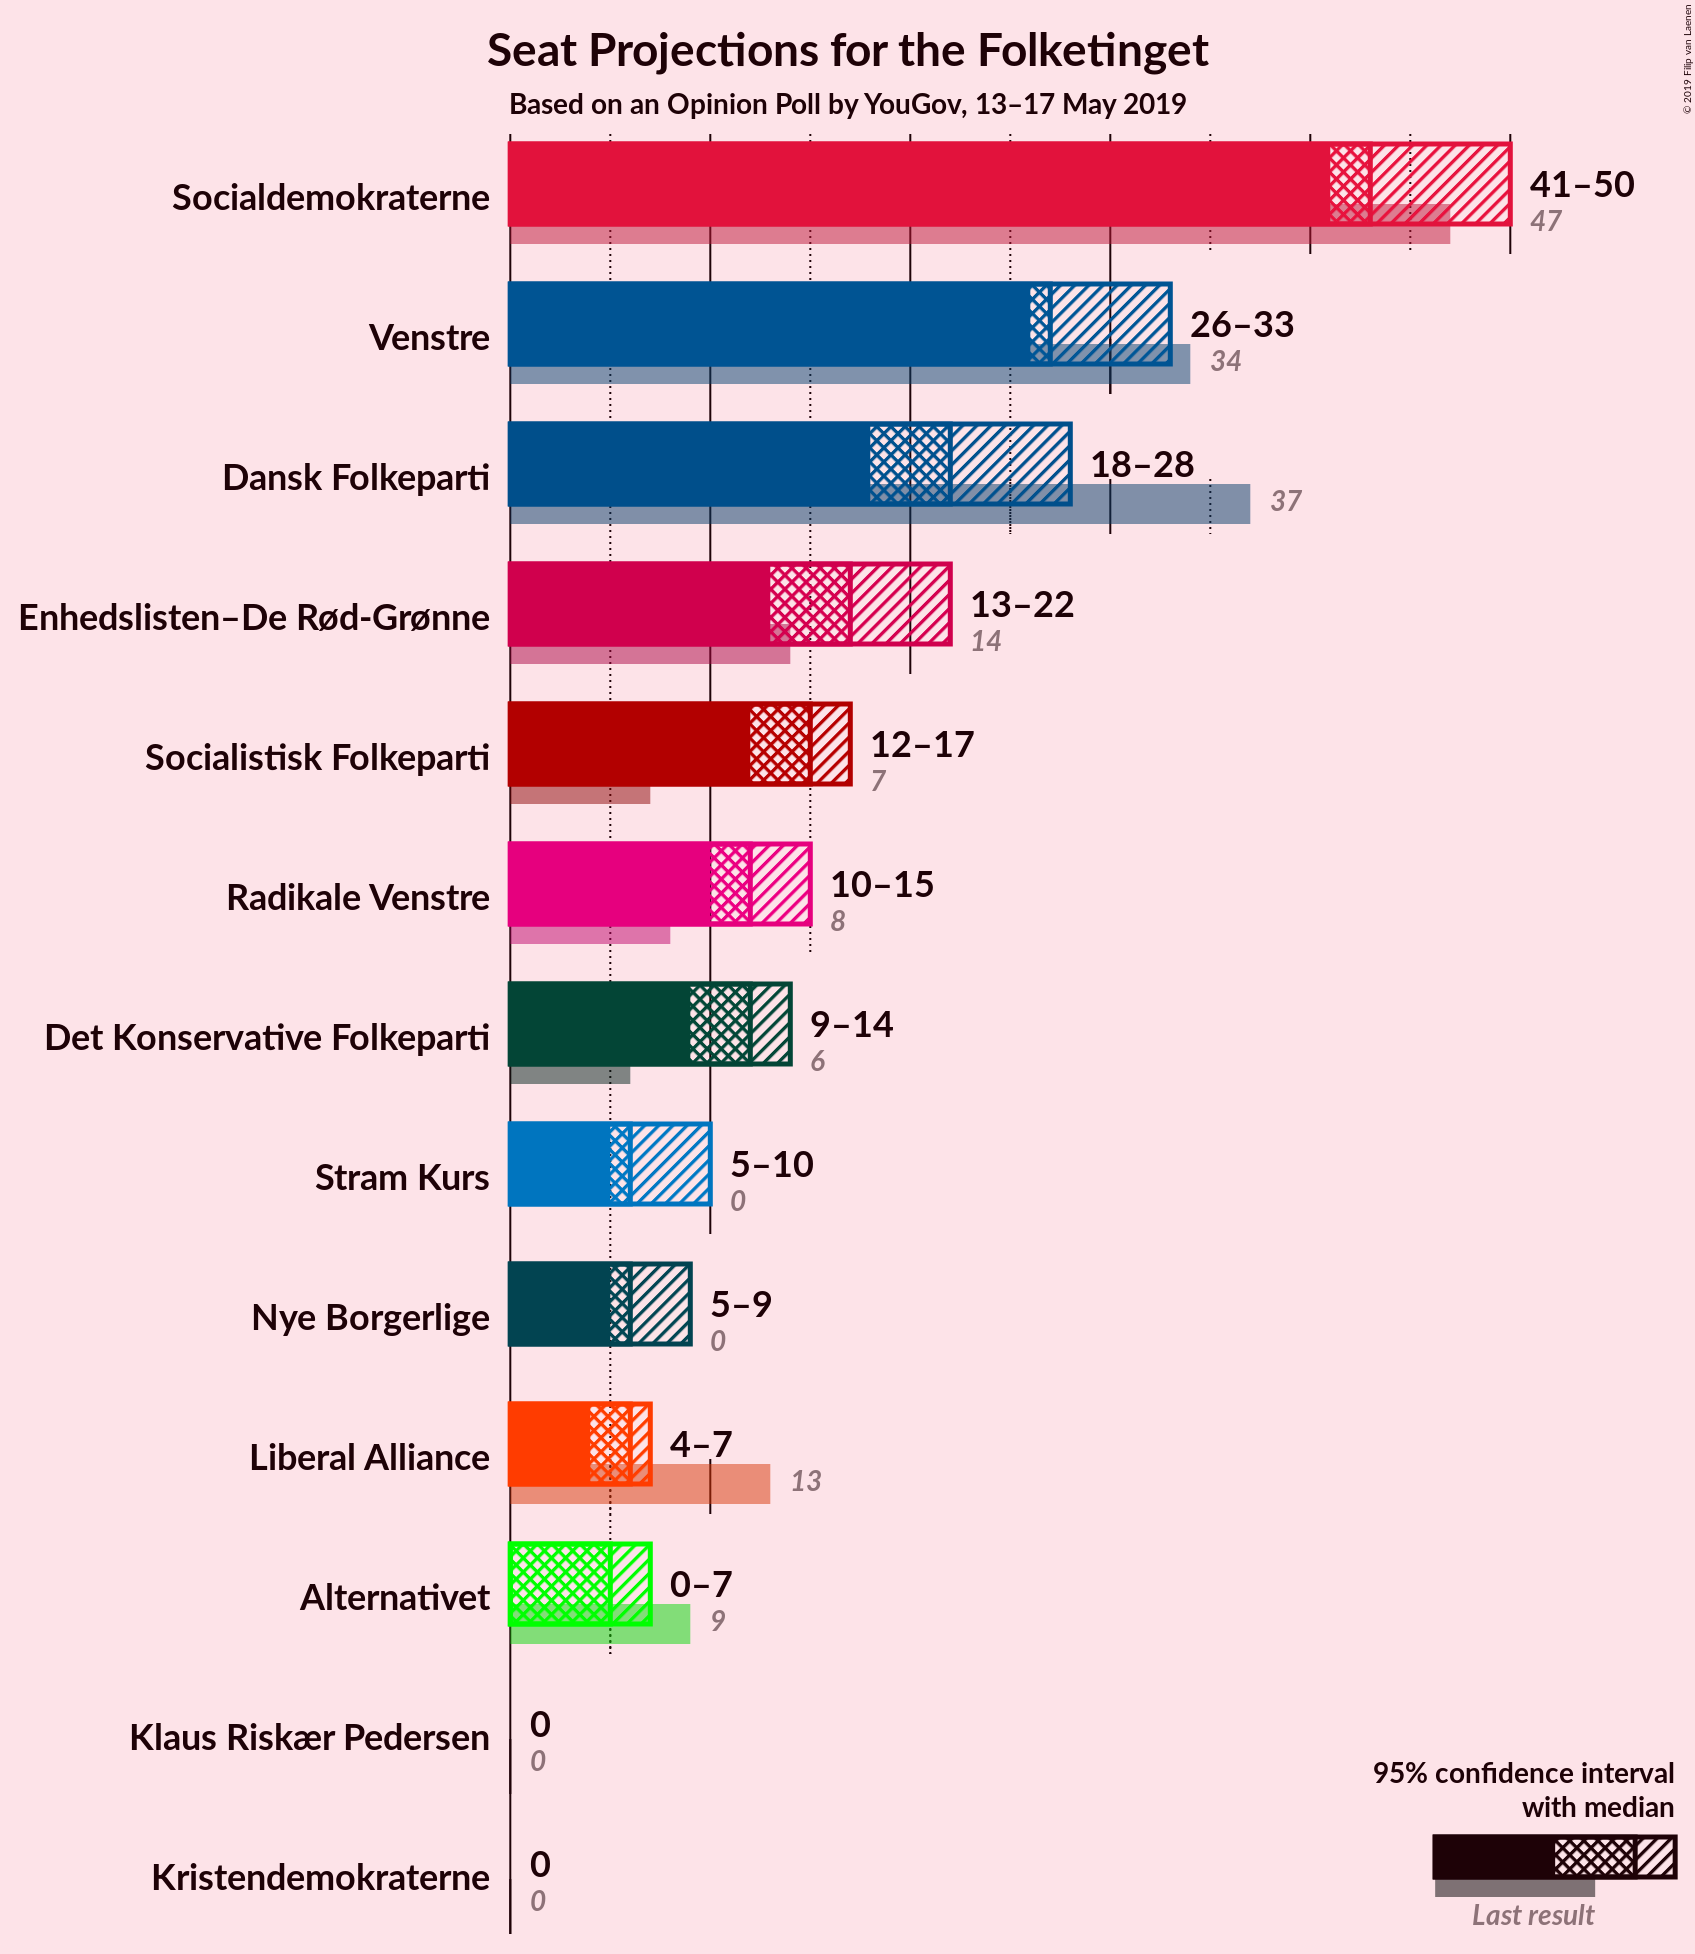 Seat Projections for the Folketinget
Based on an Opinion Poll by YouGov, 13–17 May 2019
© 2019 Filip van Laenen
Socialdemokraterne
41–50
47
Venstre
26–33
34
Dansk Folkeparti
18–28
37
Enhedslisten–De Rød-Grønne
13–22
14
Socialistisk Folkeparti
12–17
7
Radikale Venstre
10–15
8
Det Konservative Folkeparti
9–14
6
Stram Kurs
5–10
0
Nye Borgerlige
5–9
0
Liberal Alliance
4–7
13
Alternativet
0–7
9
Klaus Riskær Pedersen
0
0
Kristendemokraterne
0
0
95% confidence interval
with median
Last result